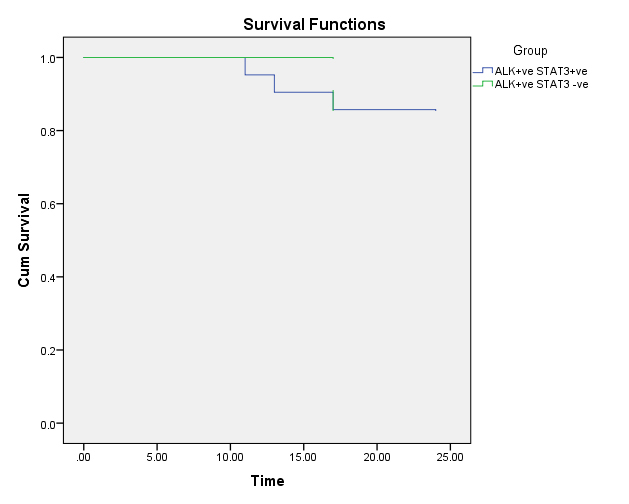 Survival Functions
Group
ALK+ve STAT3+ve
ALK+ve STAT3 -ve
Cum Survival
1.0
0.8
0.6
0.4
0.2
0.0
.00 5.00 10.00 15.00 20.00 25.00
Time